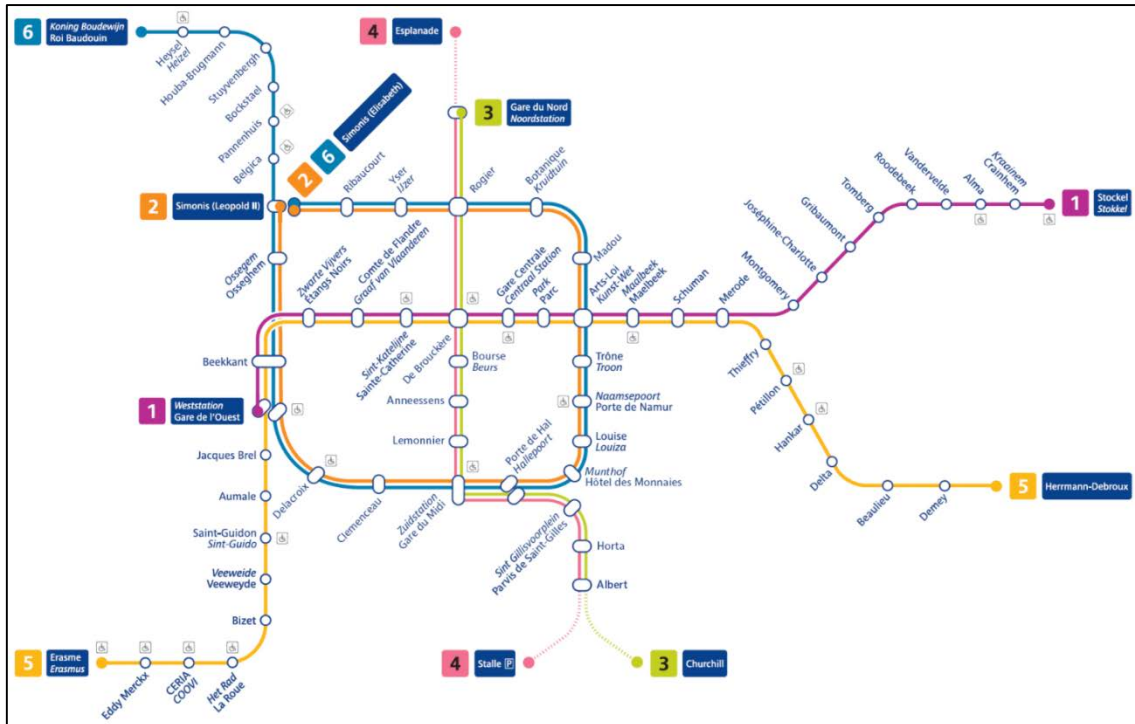 6
Koning Boudewijn
Roi Baudouin
Heysel
Heizel
Houba-Brugmann
Stuyvenbergh
Bockstael
Pannenhuis
Belgica
4
Esplanade
3
Gare du Nord
Noordstation
2
6
Simonis (Elisabeth)
2
Simonis (Leopold II)
Ribaucourt
Yser
IJzer
Rogier
Botanique
Kruidtuin
Madou
Ossegem
Osseghem
Zwarte Vijvers
Étangs Noirs
Comte de Flandre
Graaf van Vlaanderen
Sint-Katelijne
Sainte-Catherine
De Brouckère
Gare Centrale
Centraal Station
Park
Parc
Arts-Loi
Kunst-Wet
Maalbeek
Maelbeek
Schuman
Merode
Montgomery
Joséphine-Charlotte
Gribaumont
Tomberg
Roodebeek
Vandervelde
Alma
Kraainem
Crainhem
1
Stockel
Stokkel
Beekkant
1
Weststation
Gare de l'Ouest
Bourse
Beurs
Anneessens
Lemonnier
Trône
Troon
Naamsepoort
Porte de Namur
Louise
Louiza
Munthof
Hôtel des Monnaies
Porte de Hal
Hallepoort
Zuidstation
Gare du Midi
Clemenceau
Delacroix
Jacques Brel
Aumale
Saint-Guidon
Sint-Guido
Veeweide
Veeweyde
Bizet
Het Rad
La Roue
CERIA
COOVI
Eddy Merckx
5
Erasme
Erasmus
Sint Gillisvoorplein
Parvis de Saint-Gilles
Horta
Albert
4
Stalle P
3
Churchill
Thieffry
Pétillon
Hankar
Delta
Beaulieu
Demey
5
Herrmann-Debroux